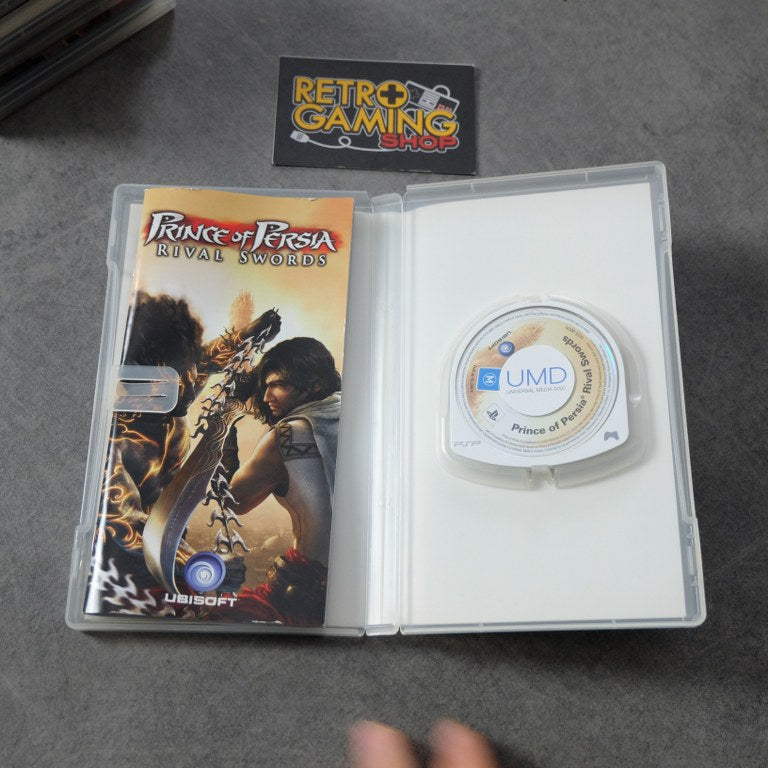 RETRO
GAMING
SHOP
PRINCE OF PERSIA
RIVAL SWORDS
UBISOFT
UBISOFT
UMD
UNIVERSAL MEDIA DISC
Prince of Persia® Rival Swords
PSP